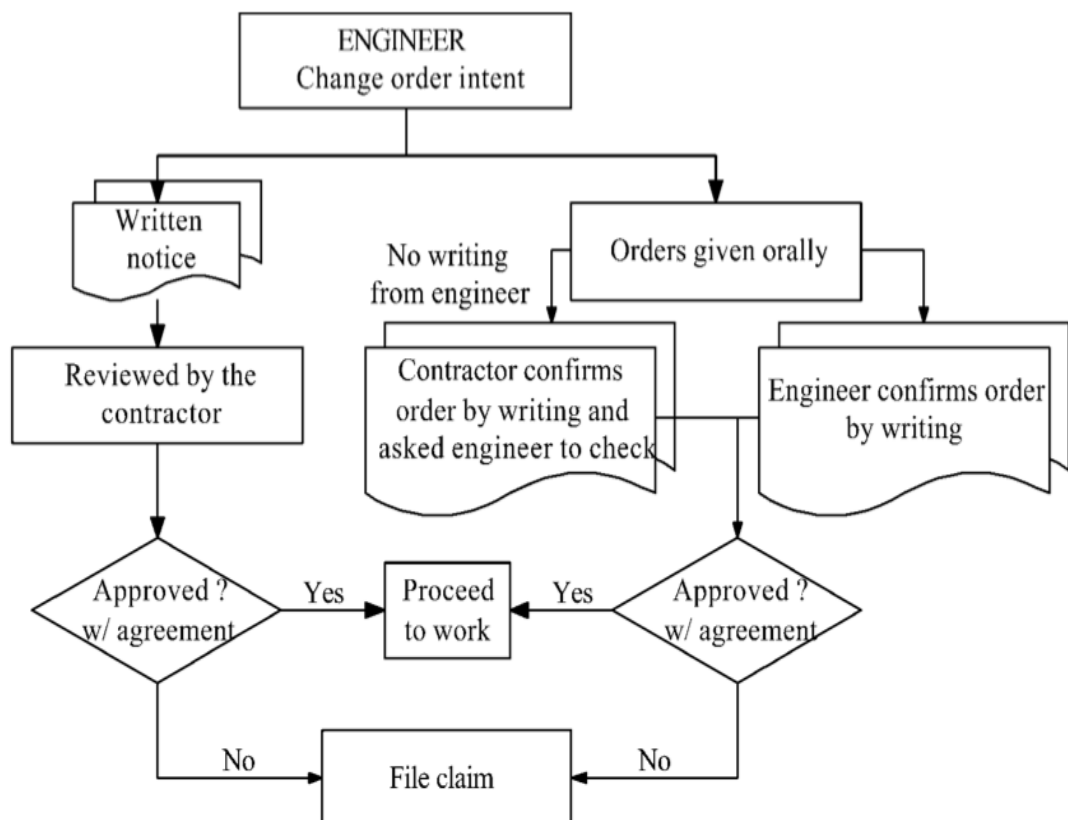 ENGINEER
Change order intent
Written
notice
Orders given orally
No writing
from engineer
Reviewed by the
contractor
Contractor confirms
order by writing and
asked engineer to check
Engineer confirms order
by writing
Approved ?
w/ agreement
Yes
Proceed
to work
Yes
Approved ?
w/ agreement
No
File claim
No